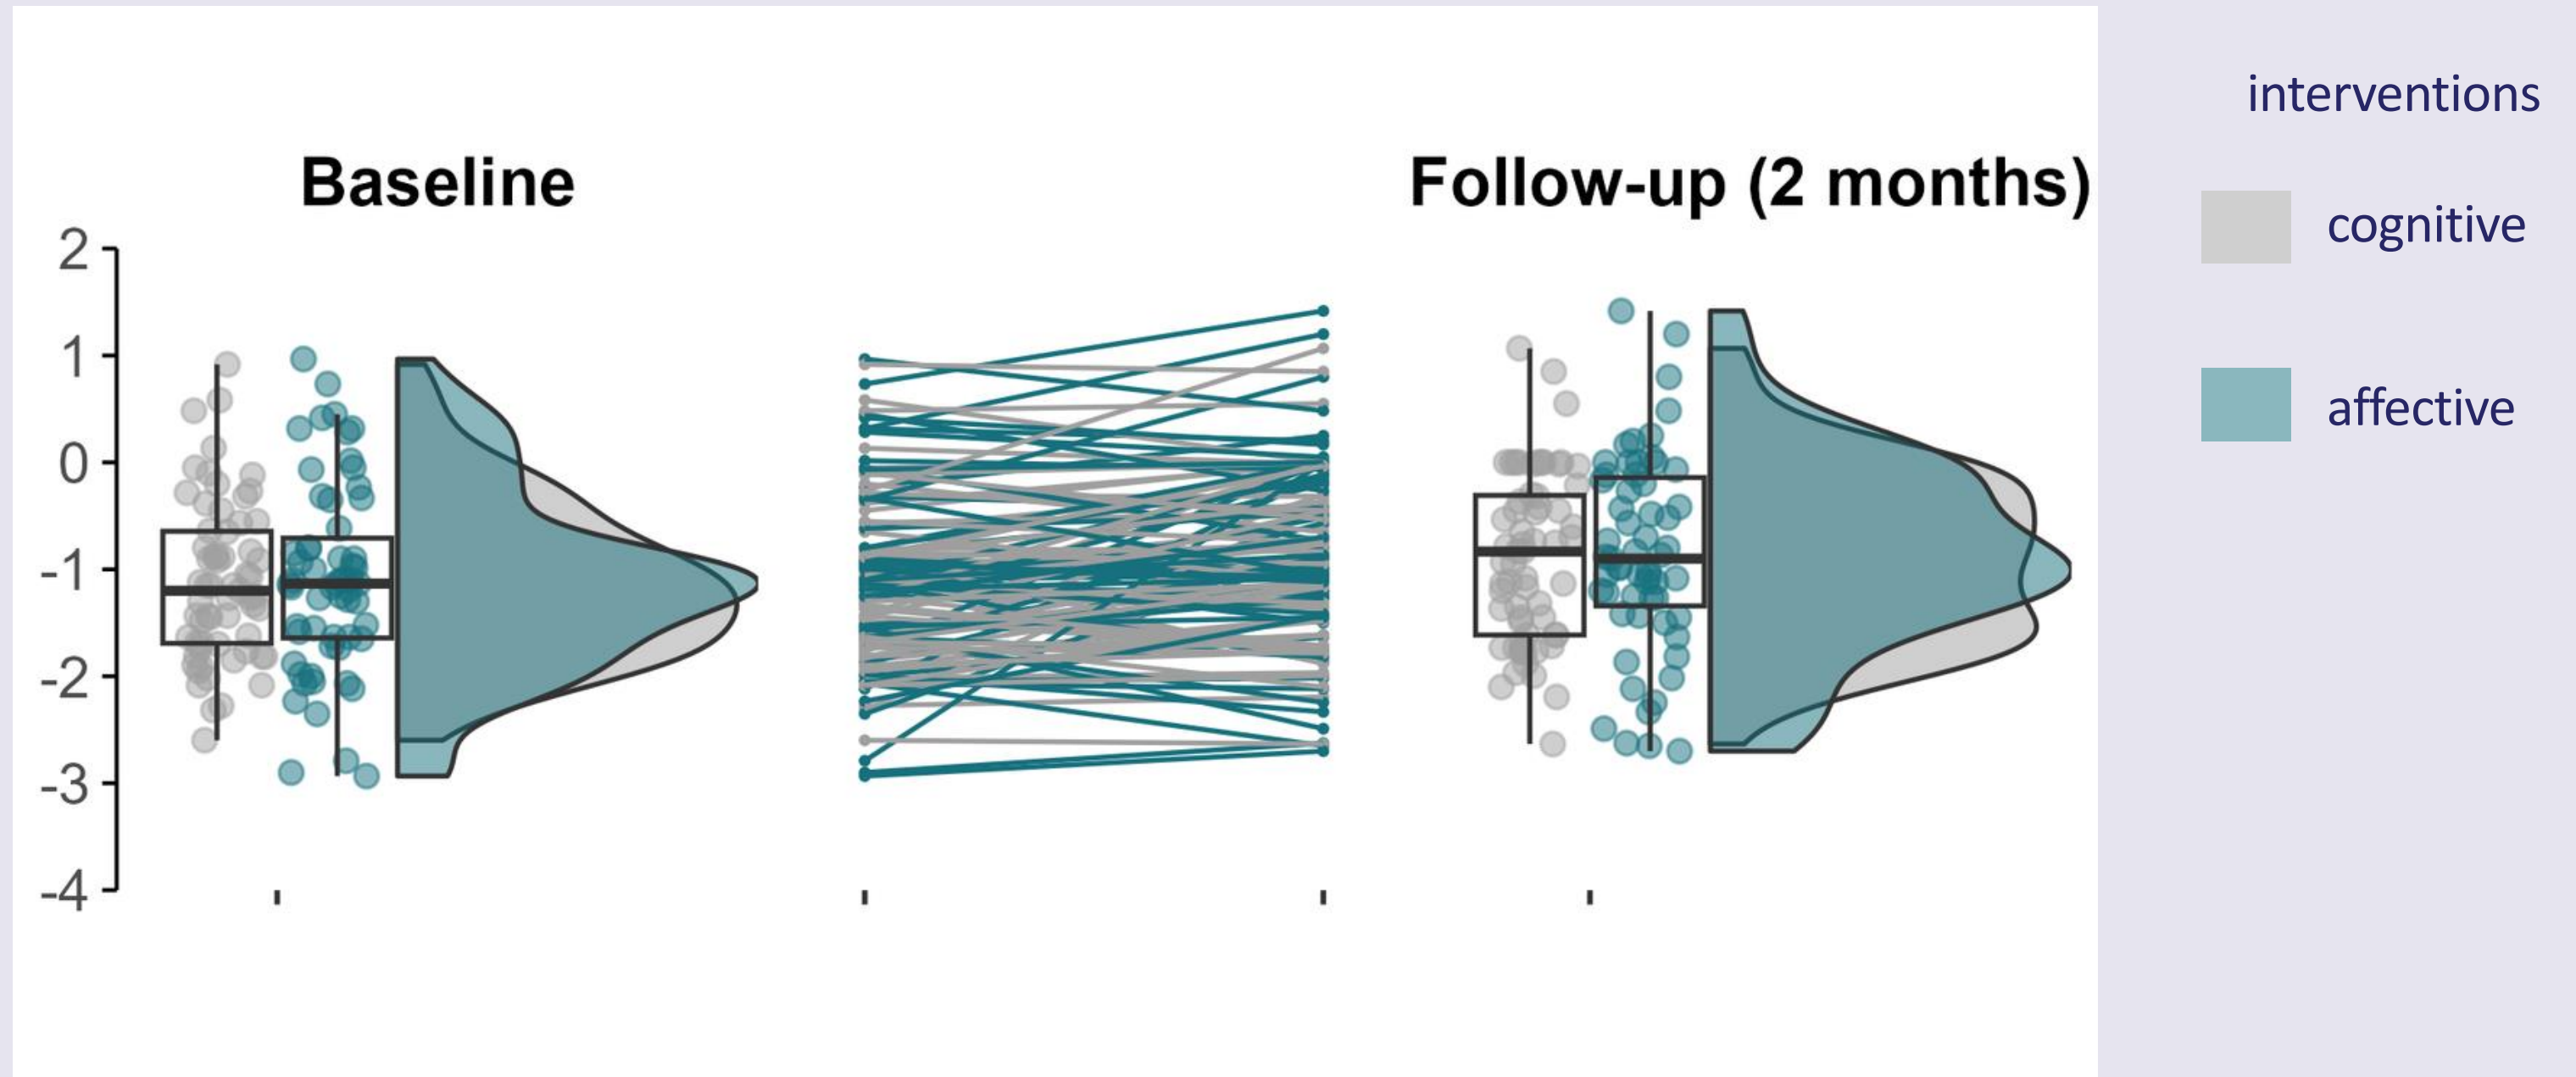 Baseline
Follow-up (2 months)
interventions
cognitive
affective
2
1
0
-1
-2
-3
-4